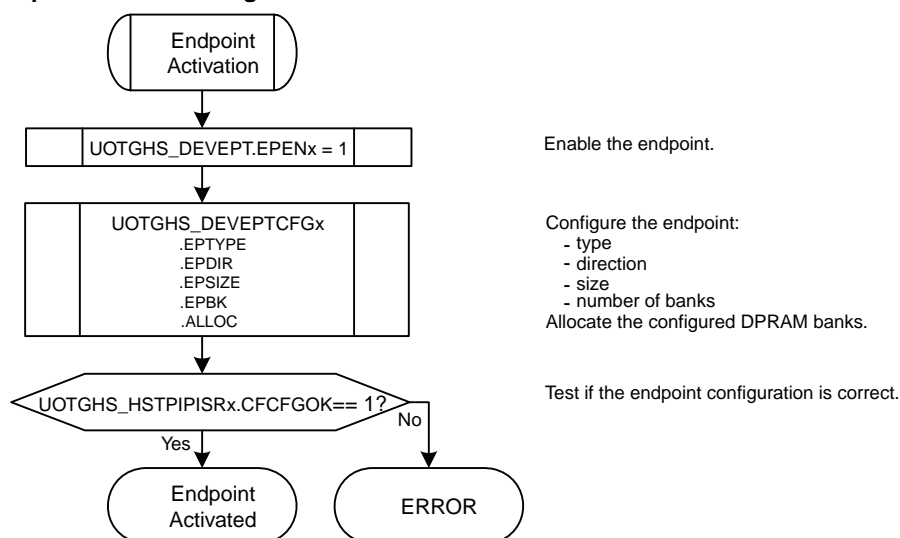 Endpoint
Activation
UOTGHS_DEVEPT.EPENx = 1
Enable the endpoint.
UOTGHS_DEVEPTCFGx
.EPTYPE
.EPDIR
.EPSIZE
.EPBK
.ALLOC
Configure the endpoint:
- type
- direction
- size
- number of banks
Allocate the configured DPRAM banks.
UOTGHS_HSTPIPISRx.CFCFGOK== 1?
Test if the endpoint configuration is correct.
Yes
No
Endpoint
Activated
ERROR